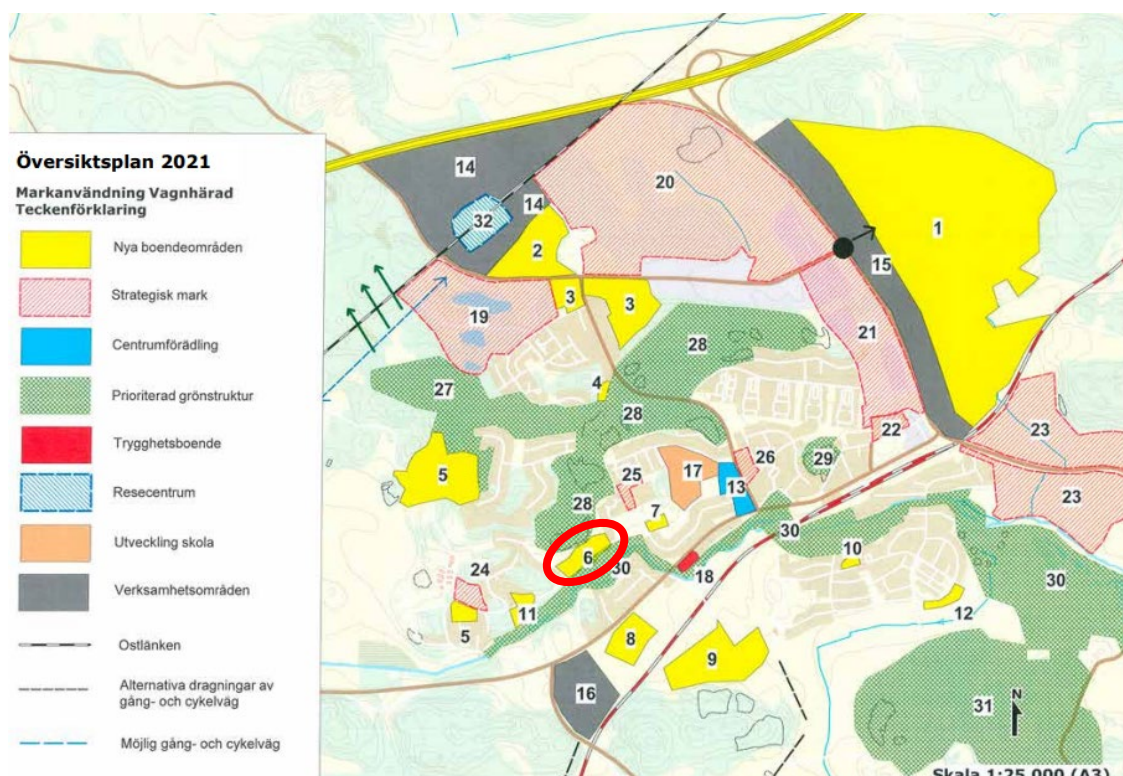 Översiktsplan 2021
Markanvändning Vagnhärad
Teckenförklaring
Nya boendeområden
Strategisk mark
Centrumförädling
Prioriterad grönstruktur
Trygghetsboende
Resecentrum
Utveckling skola
Verksamhetsområden
Ostlänken
Alternativa dragningar av
gång- och cykelväg
Möjlig gång- och cykelväg
14
20
32
14
2
1
15
3
3
19
21
28
27
4
28
22
23
5
25
17
26
29
13
23
28
7
30
6
10
24
30
18
30
11
12
5
8
9
16
31
N
Skala 1:25 000 (A3)